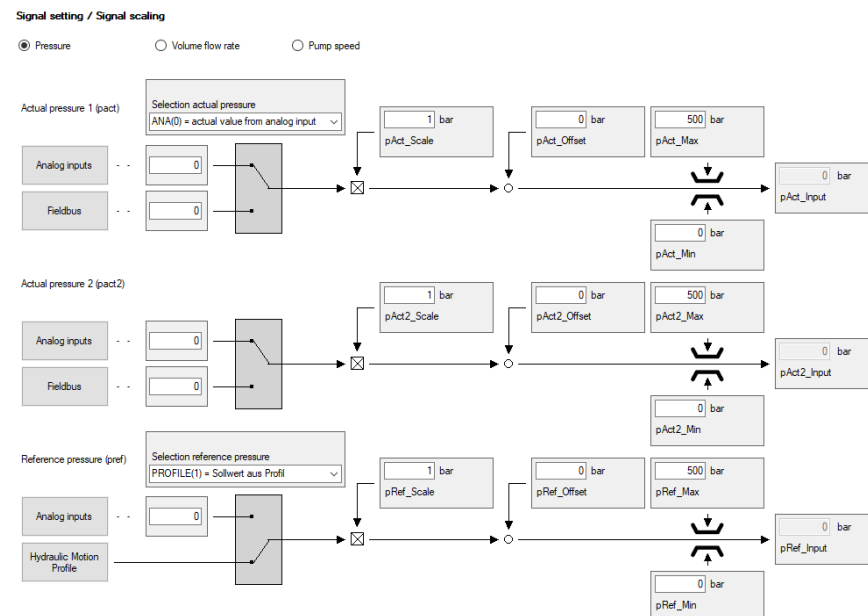 Signal setting / Signal scaling
Pressure Volume flow rate Pump speed
Actual pressure 1 (pact)
Selection actual pressure
ANA(0) = actual value from analog input
1 bar
pAct_Scale
0 bar
pAct_Offset
500 bar
pAct_Max
Analog inputs - - 0
Fieldbus - - 0
0 bar
pAct_Input
0 bar
pAct_Min
Actual pressure 2 (pact2)
1 bar
pAct2_Scale
0 bar
pAct2_Offset
500 bar
pAct2_Max
Analog inputs - - 0
Fieldbus - - 0
0 bar
pAct2_Input
0 bar
pAct2_Min
Reference pressure (pref)
Selection reference pressure
PROFILE(1) = Sollwert aus Profil
1 bar
pRef_Scale
0 bar
pRef_Offset
500 bar
pRef_Max
Analog inputs - - 0
Hydraulic Motion
Profile
0 bar
pRef_Input
0 bar
pRef_Min